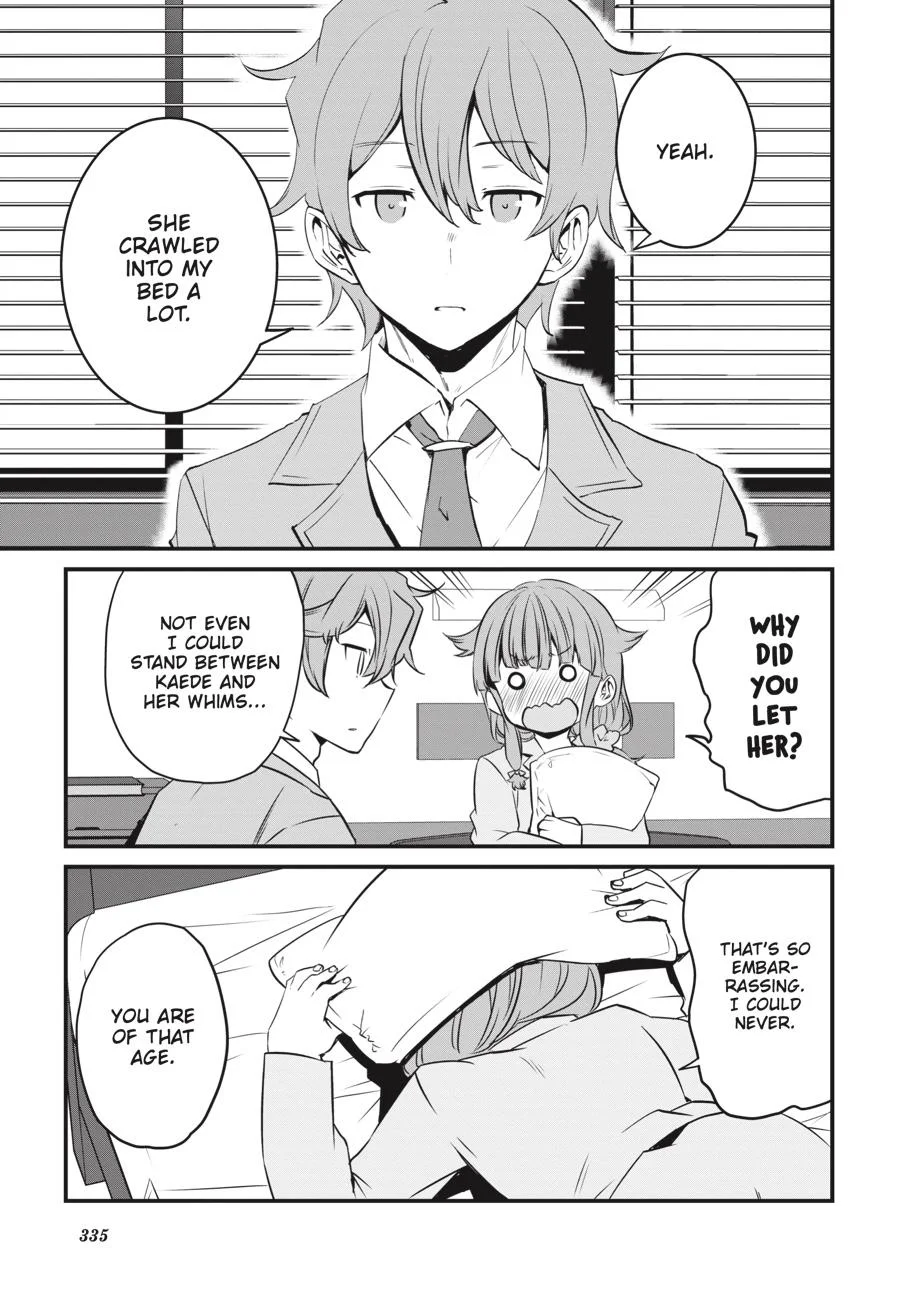 YEAH.
SHE
CRAWLED
INTO MY
BED A
LOT.
WHY
DID
YOU
LET
HER?
NOT EVEN
I COULD
STAND BETWEEN
KAEDE AND
HER WHIMS...
THAT'S SO
EMBAR-
RASSING.
I COULD
NEVER.
YOU ARE
OF THAT
AGE.
335